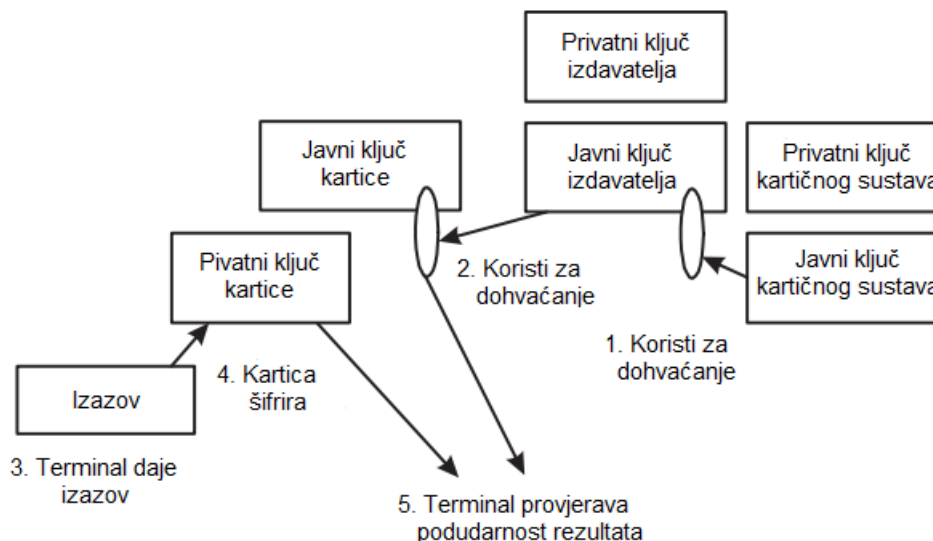 Privatni ključ
izdavatelja
Javni ključ
kartice
Javni ključ
izdavatelja
Privatni ključ
kartičnog sustava
Pivatni ključ
kartice
2. Koristi za
dohvaćanje
Javni ključ
kartičnog sustava
1. Koristi za
dohvaćanje
Izazov
4. Kartica
šifrira
3. Terminal daje
izazov
5. Terminal provjerava
podudarnost rezultata